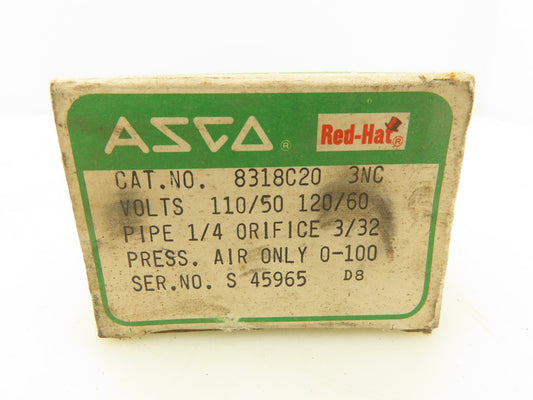 ASCO® Red-Hat®
CAT.NO. 8318C20 3NC
VOLTS 110/50 120/60
PIPE 1/4 ORIFICE 3/32
PRESS. AIR ONLY 0-100
SER.NO. S 45965 D8